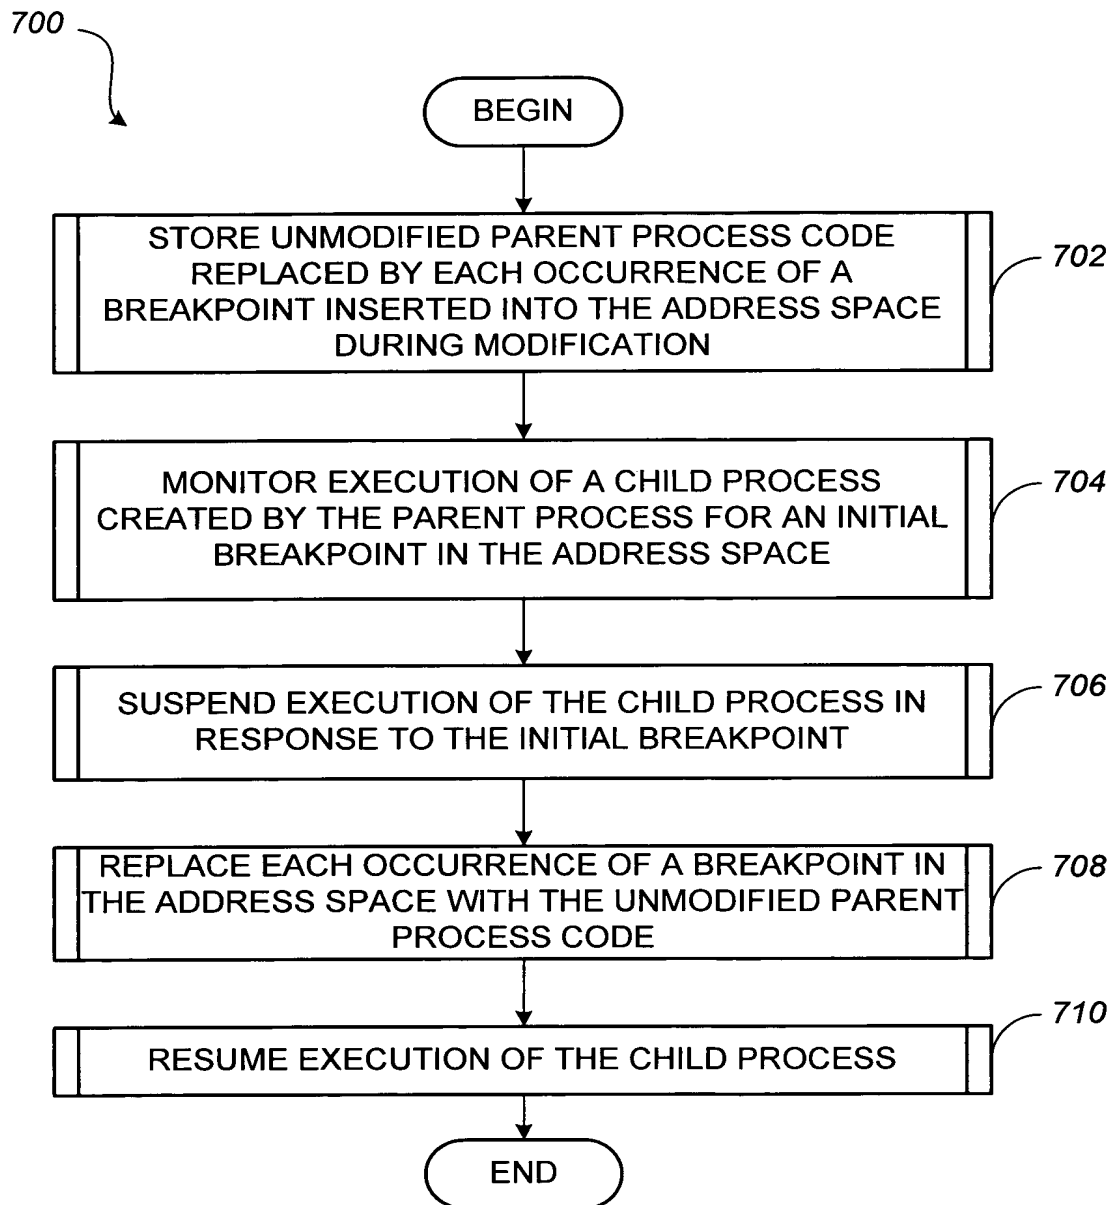 700
BEGIN
STORE UNMODIFIED PARENT PROCESS CODE
REPLACED BY EACH OCCURRENCE OF A
BREAKPOINT INSERTED INTO THE ADDRESS SPACE
DURING MODIFICATION
702
MONITOR EXECUTION OF A CHILD PROCESS
CREATED BY THE PARENT PROCESS FOR AN INITIAL
BREAKPOINT IN THE ADDRESS SPACE
704
SUSPEND EXECUTION OF THE CHILD PROCESS IN
RESPONSE TO THE INITIAL BREAKPOINT
706
REPLACE EACH OCCURRENCE OF A BREAKPOINT IN
THE ADDRESS SPACE WITH THE UNMODIFIED PARENT
PROCESS CODE
708
RESUME EXECUTION OF THE CHILD PROCESS
710
END